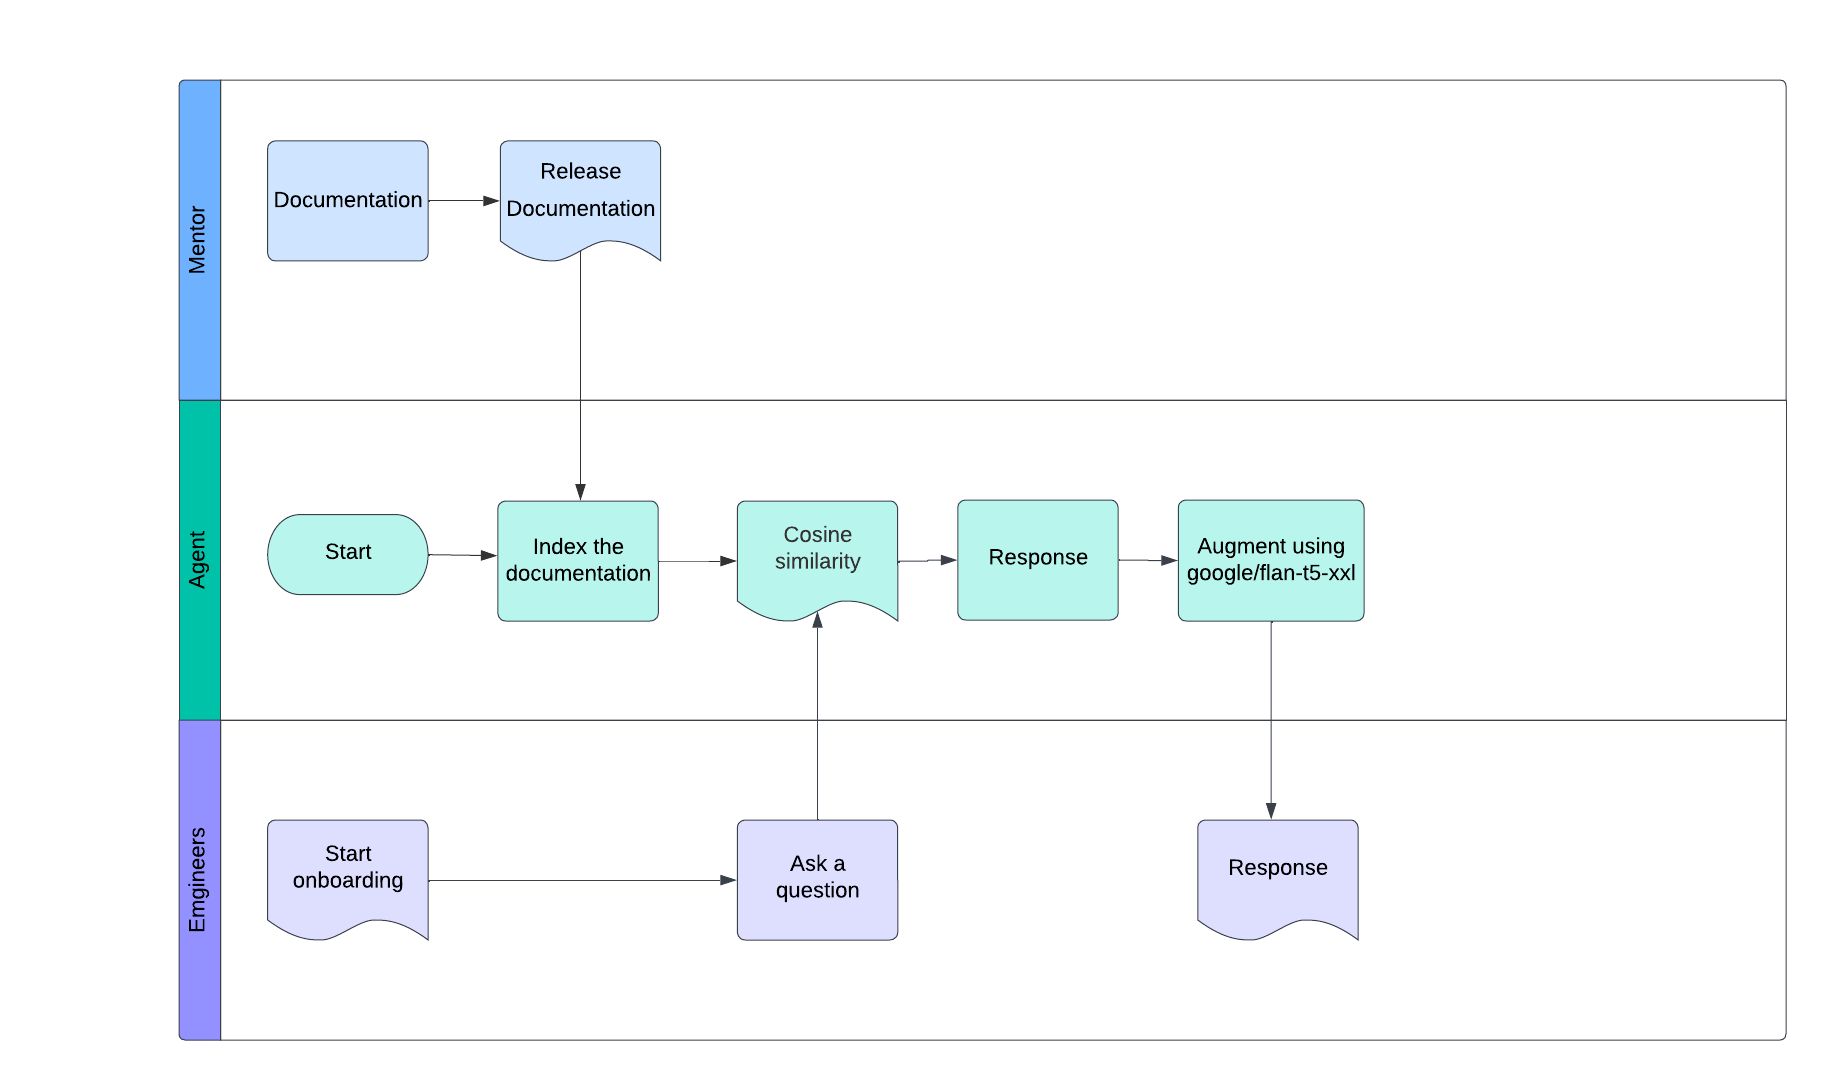 Mentor
Documentation
Release
Documentation
Agent
Start
Index the
documentation
Cosine
similarity
Response
Augment using
google/flan-t5-xxl
Emgineers
Start
onboarding
Ask a
question
Response